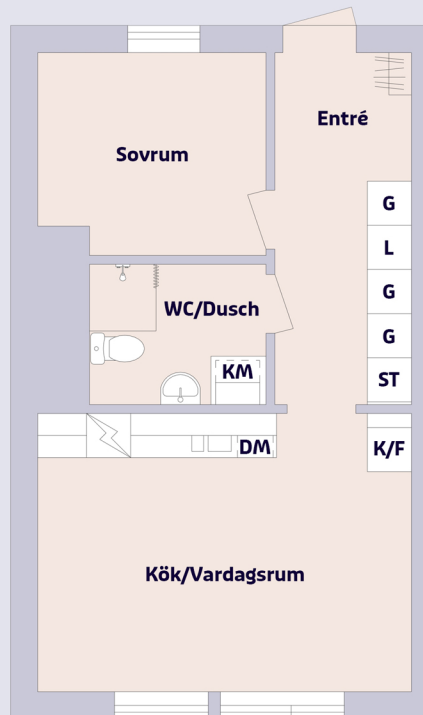 Entré
Sovrum
G
L
G
G
ST
WC/Dusch
KM
DM
K/F
Kök/Vardagsrum